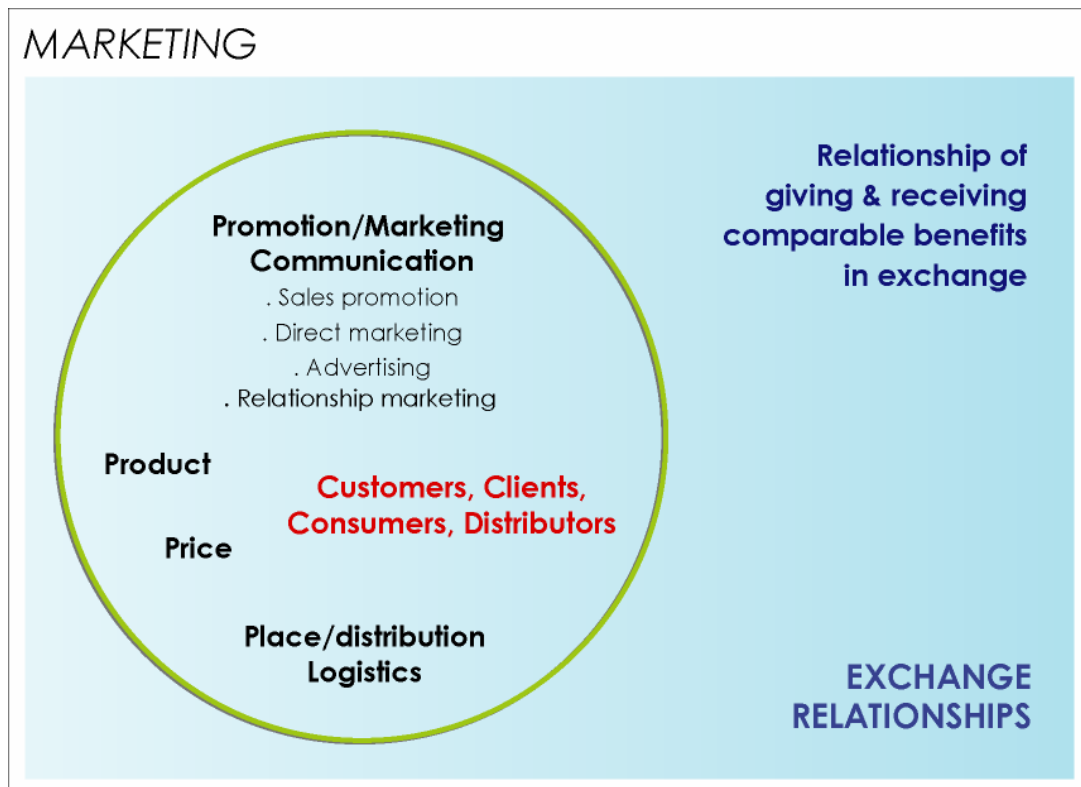 MARKETING
Relationship of
giving & receiving
comparable benefits
in exchange
Promotion/Marketing
Communication
. Sales promotion
. Direct marketing
. Advertising
. Relationship marketing
Product
Customers, Clients,
Consumers, Distributors
Price
Place/distribution
Logistics
EXCHANGE
RELATIONSHIPS